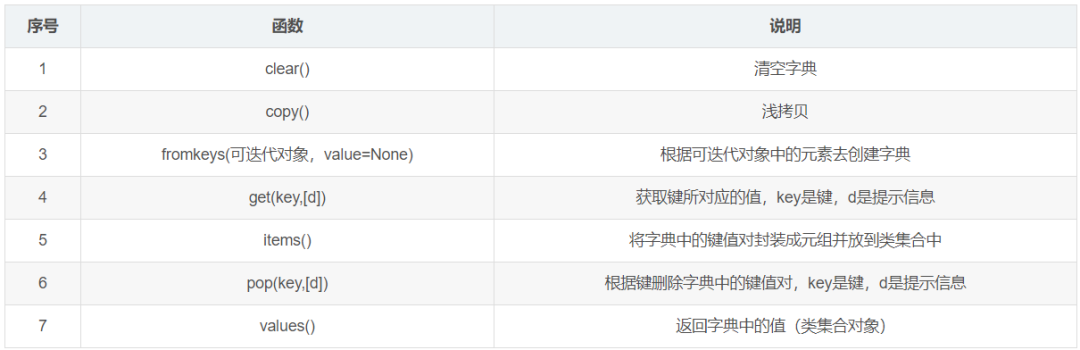 序号 函数 说明
1 clear() 清空字典
2 copy() 浅拷贝
3 fromkeys(可迭代对象，value=None) 根据可迭代对象中的元素去创建字典
4 get(key,[d]) 获取键所对应的值，key是键，d是提示信息
5 items() 将字典中的键值对封装成元组并放到类集合中
6 pop(key,[d]) 根据键删除字典中的键值对，key是键，d是提示信息
7 values() 返回字典中的值（类集合对象）